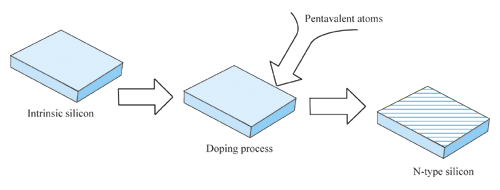 Pentavalent atoms
Intrinsic silicon
Doping process
N-type silicon